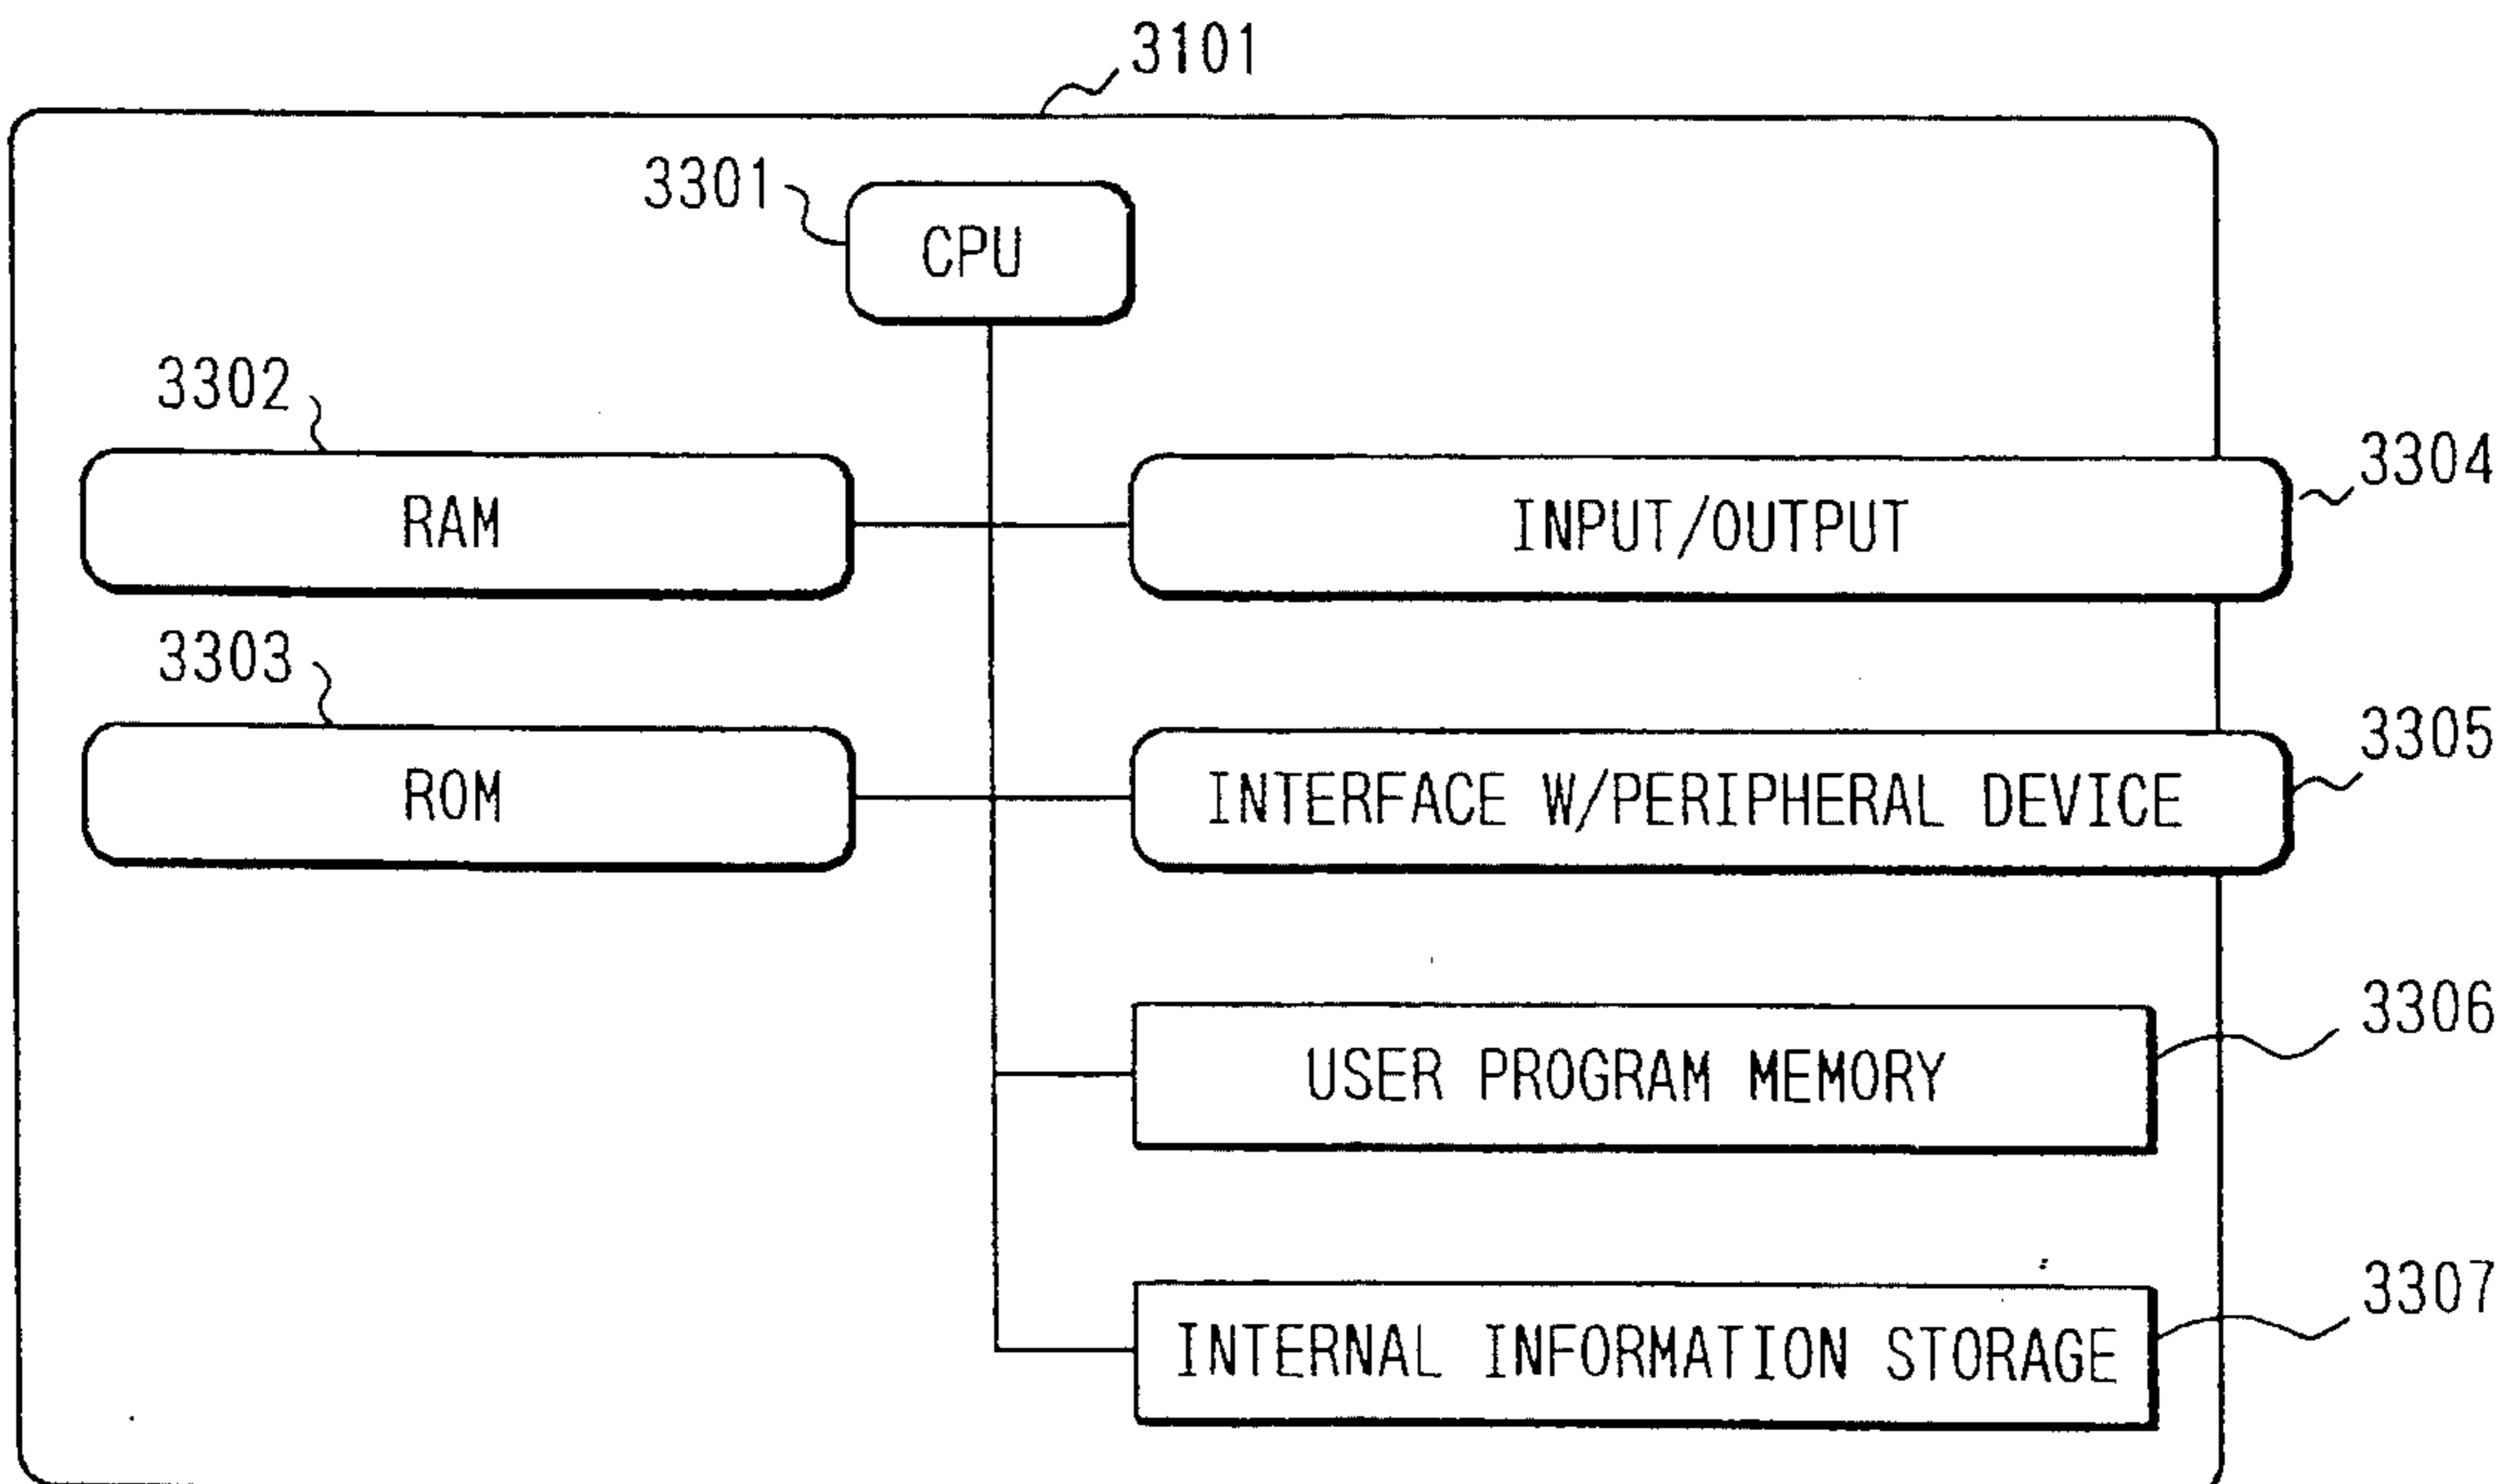 3101
3301
CPU
3302
3304
RAM
INPUT/OUTPUT
3303
3305
ROM
INTERFACE W/PERIPHERAL DEVICE
3306
USER PROGRAM MEMORY
3307
INTERNAL INFORMATION STORAGE